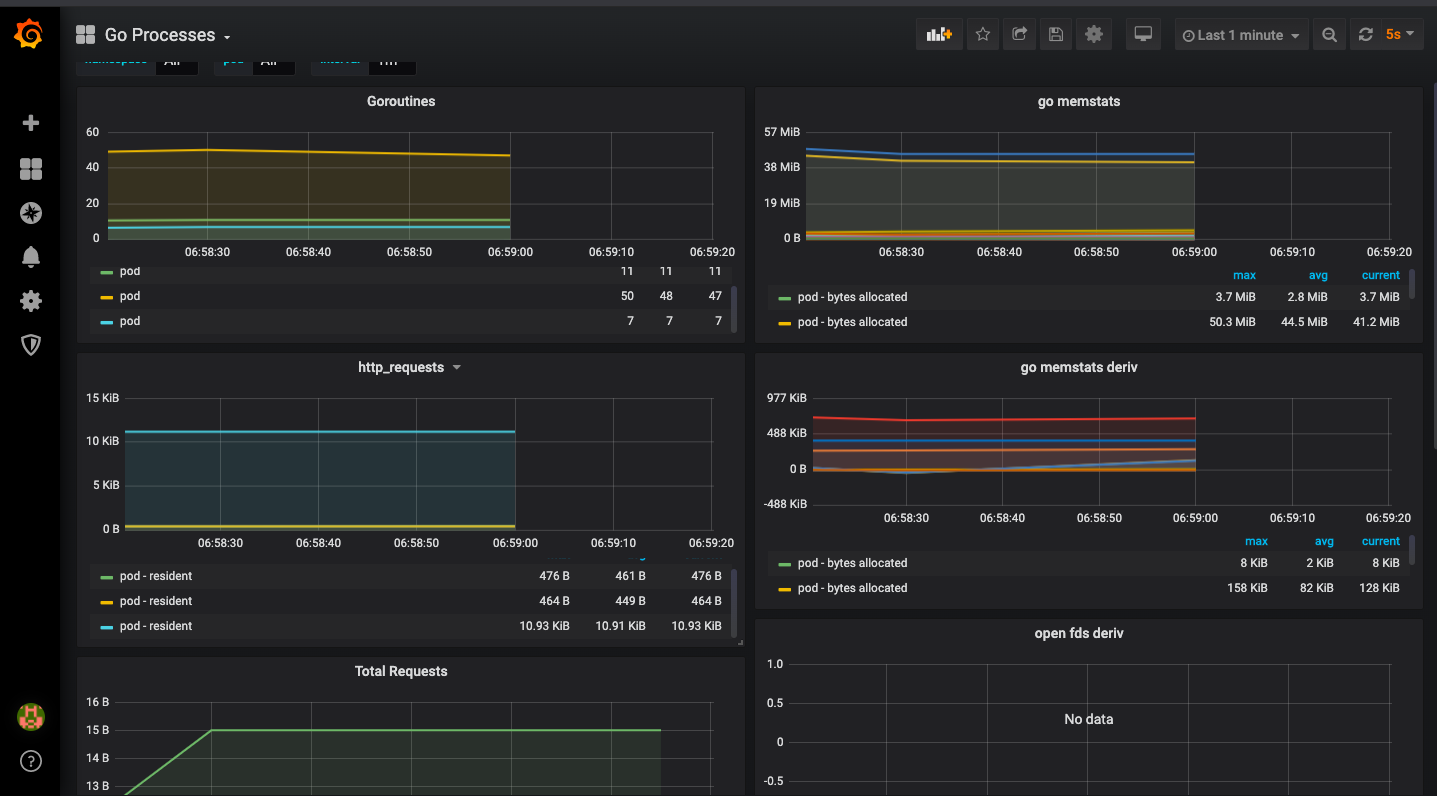 Go Processes
Last 1 minute
5s
namespace All pod All interval 1m
Goroutines
60
40
20
0
06:58:30 06:58:40 06:58:50 06:59:00 06:59:10 06:59:20
pod 11 11 11
pod 50 48 47
pod 7 7 7
go memstats
57 MiB
38 MiB
19 MiB
0 B
06:58:30 06:58:40 06:58:50 06:59:00 06:59:10 06:59:20
max avg current
pod - bytes allocated 3.7 MiB 2.8 MiB 3.7 MiB
pod - bytes allocated 50.3 MiB 44.5 MiB 41.2 MiB
http_requests
15 KiB
10 KiB
5 KiB
0 B
06:58:30 06:58:40 06:58:50 06:59:00 06:59:10 06:59:20
pod - resident 476 B 461 B 476 B
pod - resident 464 B 449 B 464 B
pod - resident 10.93 KiB 10.91 KiB 10.93 KiB
go memstats deriv
977 KiB
488 KiB
0 B
-488 KiB
06:58:30 06:58:40 06:58:50 06:59:00 06:59:10 06:59:20
max avg current
pod - bytes allocated 8 KiB 2 KiB 8 KiB
pod - bytes allocated 158 KiB 82 KiB 128 KiB
Total Requests
16 B
15 B
14 B
13 B
open fds deriv
1.0
0.5
0
-0.5
No data